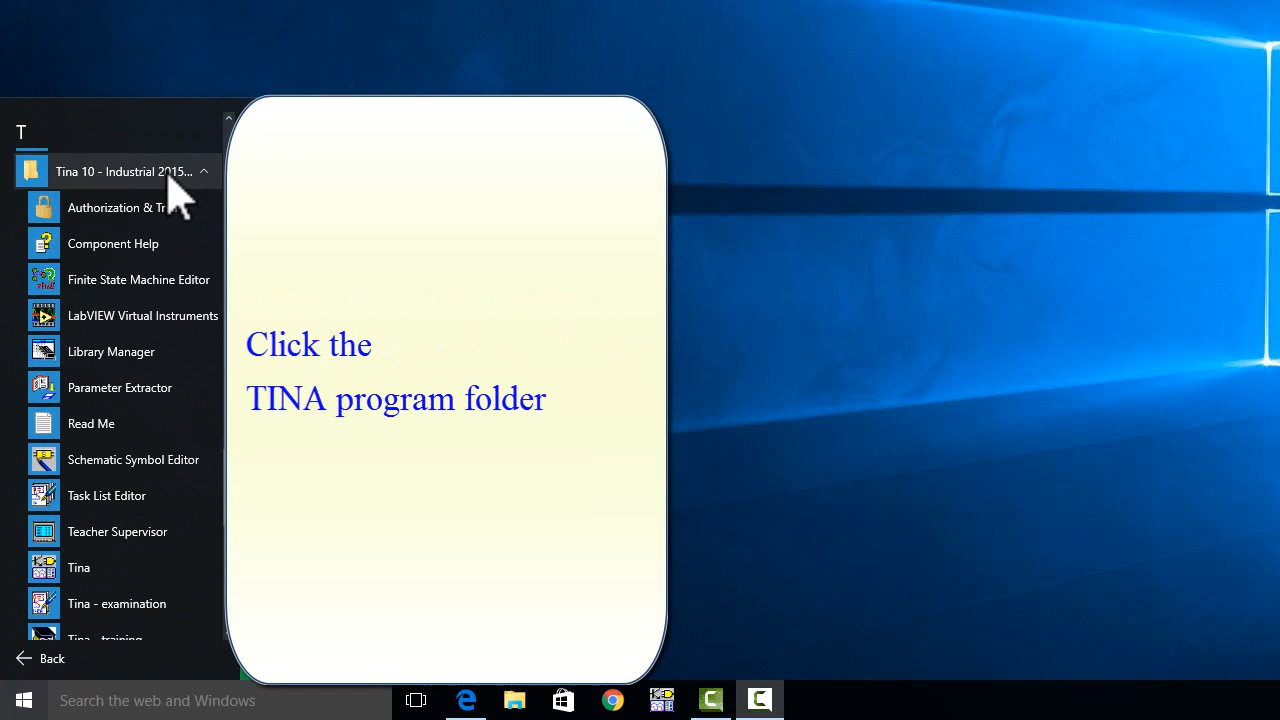 T
Tina 10 - Industrial 2015...
Authorization & Tr
Component Help
Finite State Machine Editor
LabVIEW Virtual Instruments
Library Manager
Parameter Extractor
Read Me
Schematic Symbol Editor
Task List Editor
Teacher Supervisor
Tina
Tina - examination
Tina - training
Back
Click the
TINA program folder
Search the web and Windows